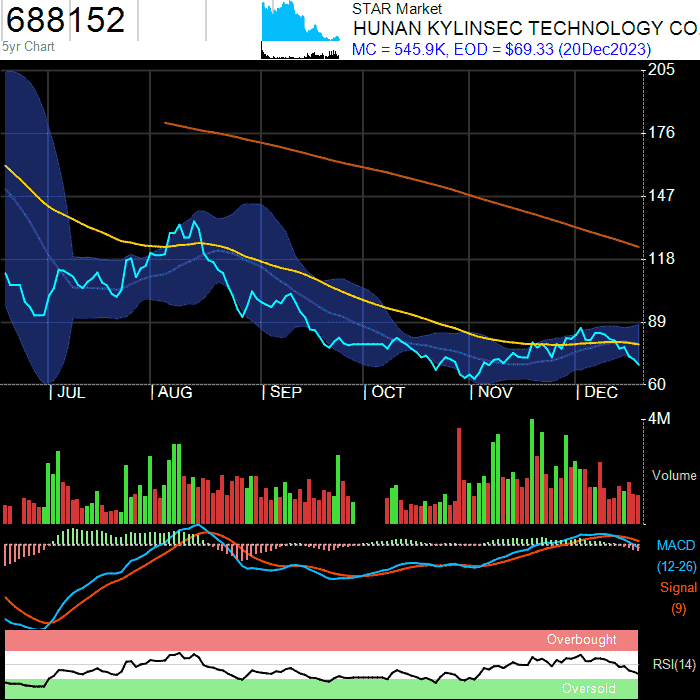 688152
5yr Chart
STAR Market
HUNAN KYLINSEC TECHNOLOGY CO.
MC = 545.9K, EOD = $69.33 (20Dec2023)
205
176
147
118
89
60
JUL
AUG
SEP
OCT
NOV
DEC
4M
Volume
MACD
(12-26)
Signal
(9)
Overbought
RSI(14)
Oversold